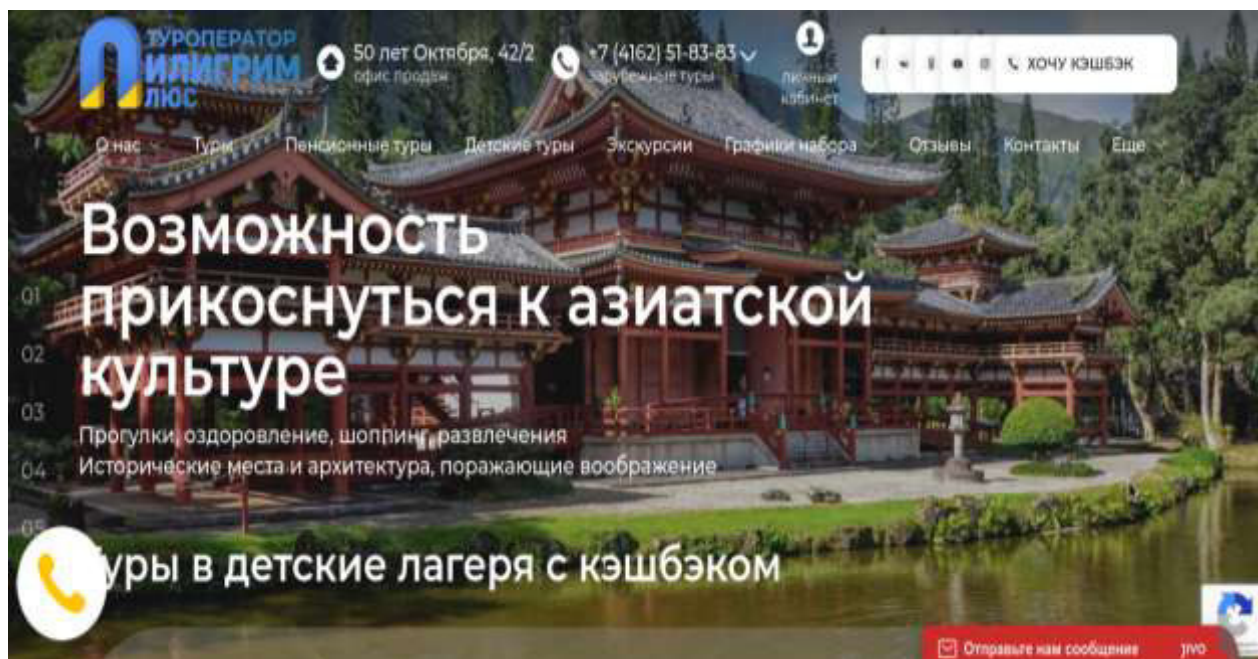 ТУРОПЕРАТОР
ПИЛИГРИМ
ПЛЮС
50 лет Октября, 42/2
офис продаж
+7 (4162) 51-83-83
зарубежные туры
личный
кабинет
ХОЧУ КЭШБЭК
О нас Туры Пенсионные туры Детские туры Экскурсии Графики набора Отзывы Контакты Еще
Возможность
прикоснуться к азиатской
культуре
01
02
03
04
05
Прогулки, оздоровление, шоппинг, развлечения
Исторические места и архитектура, поражающие воображение
Туры в детские лагеря с кэшбэком
Отправьте нам сообщение jivo